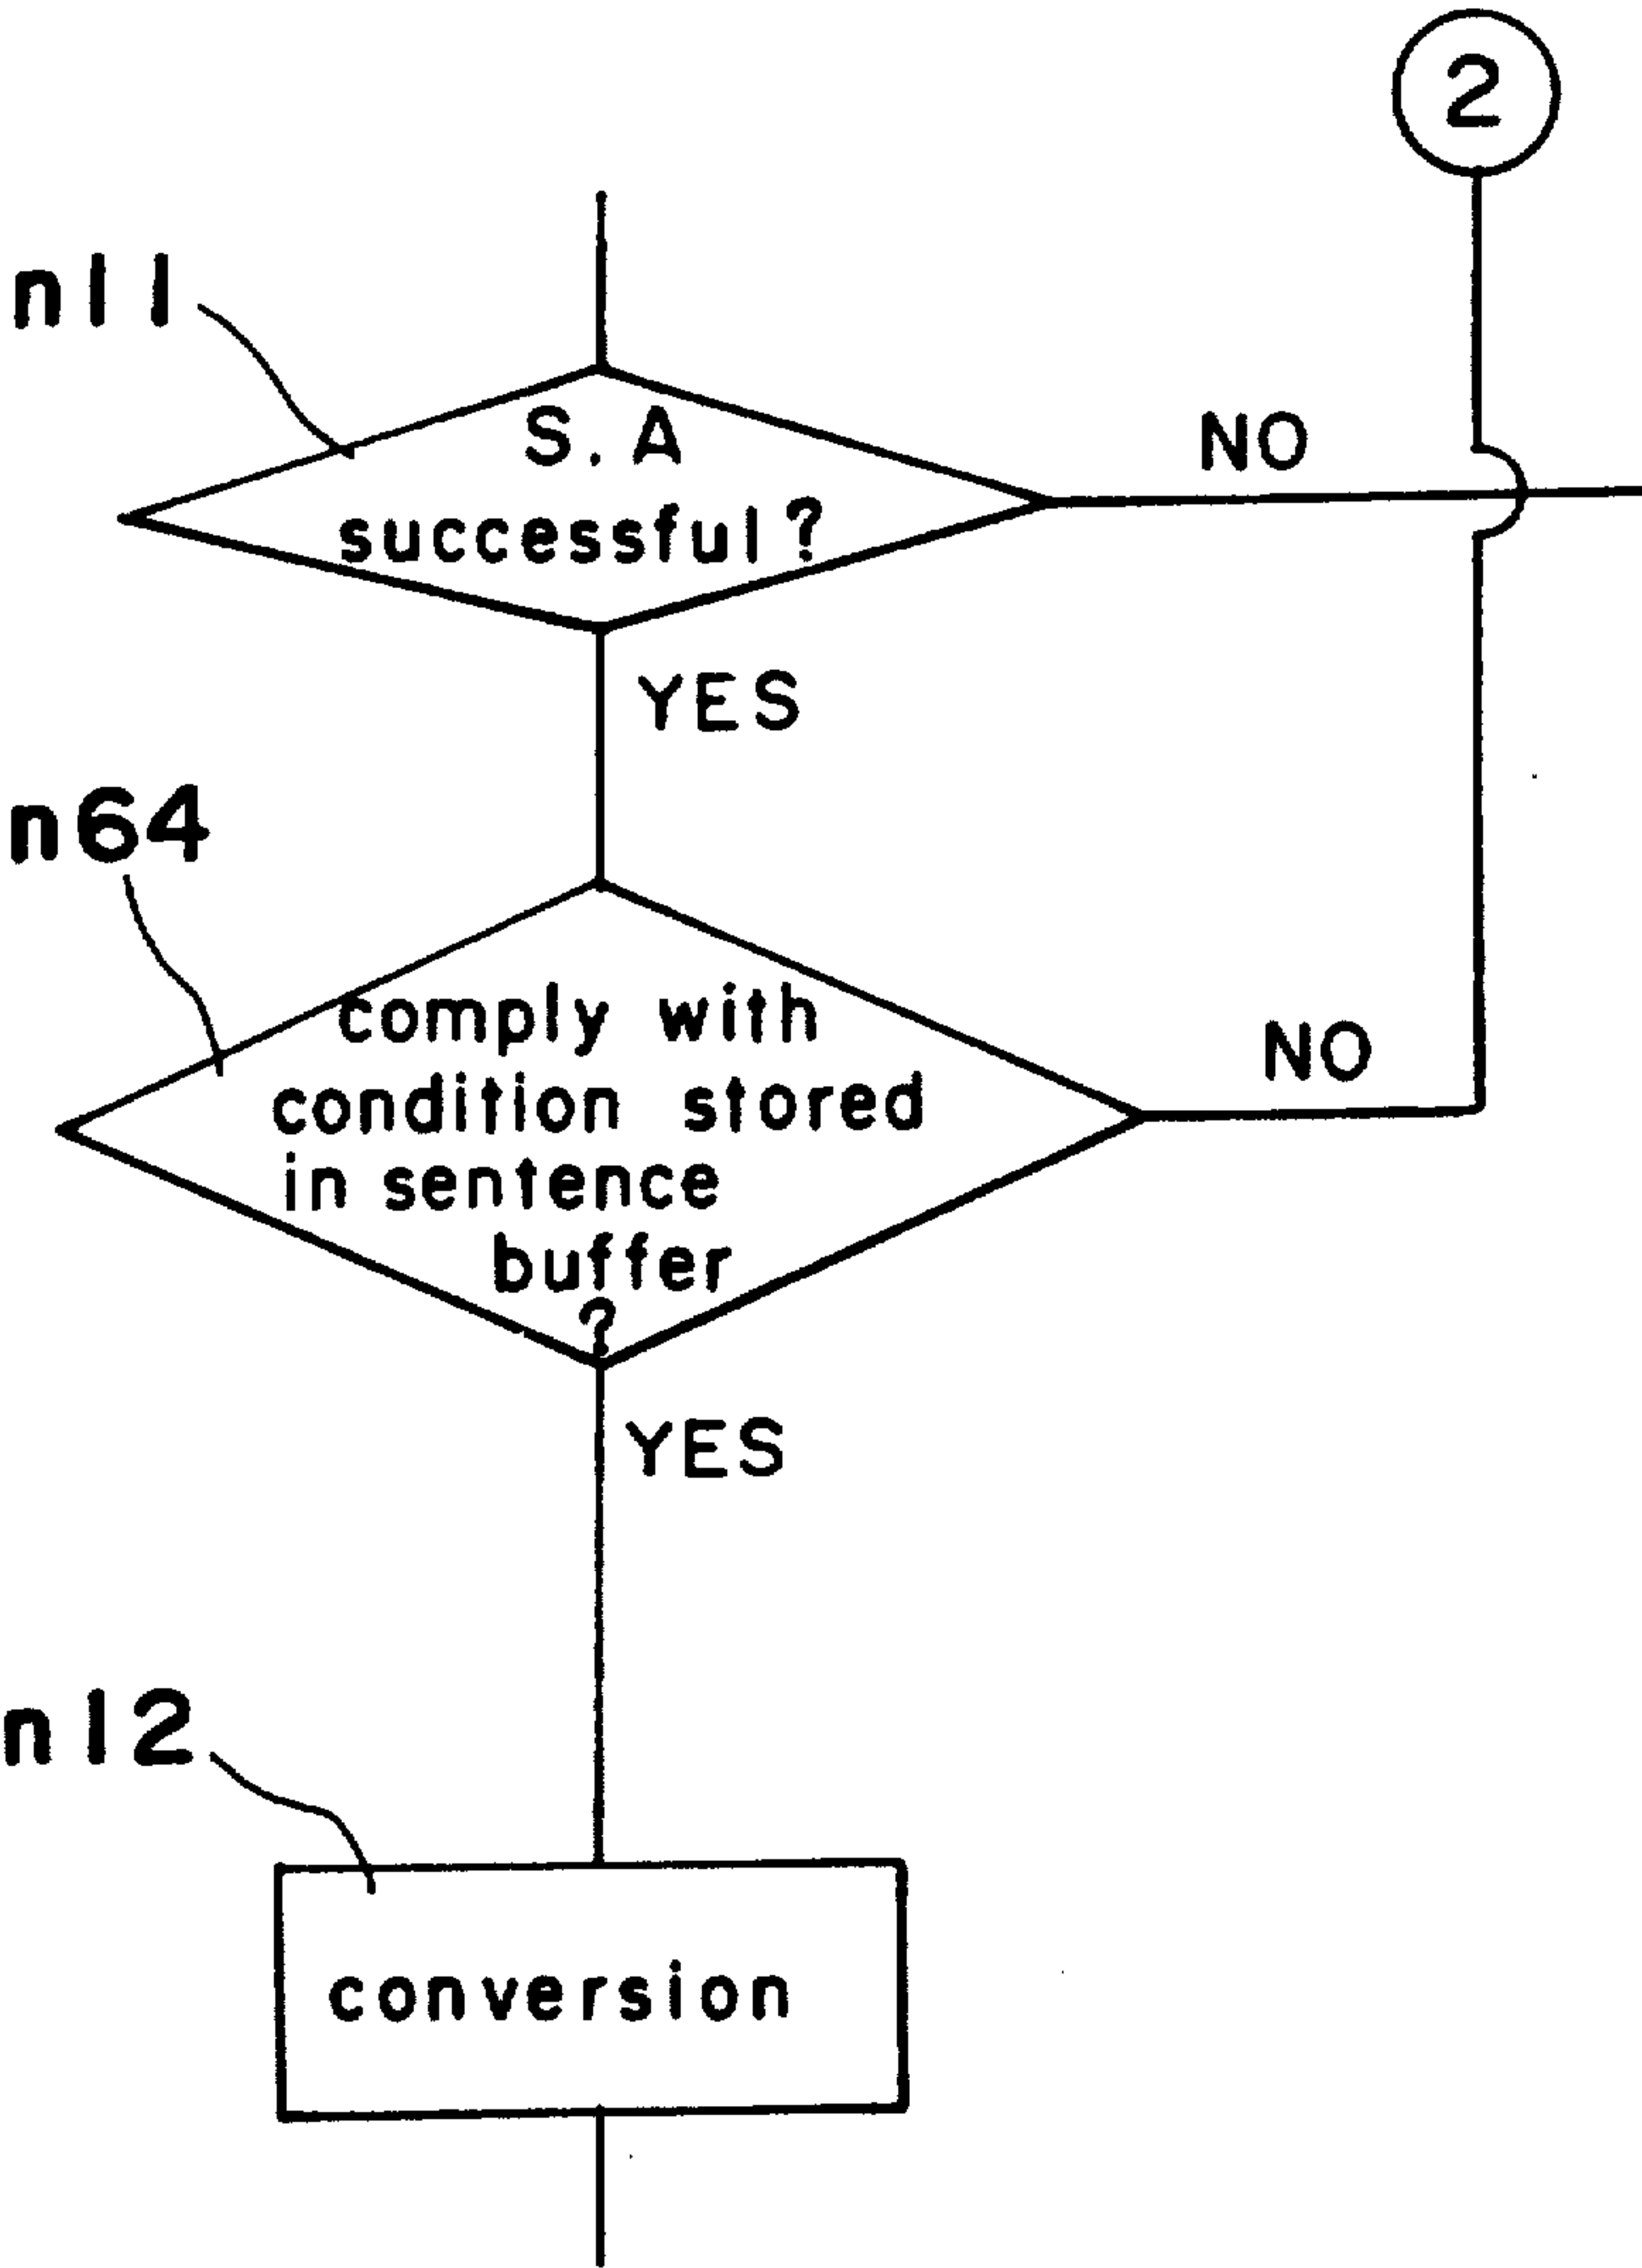 2
n11
S.A
NO
successful?
YES
n64
comply with
condition stored
in sentence
buffer
?
NO
YES
n12
conversion